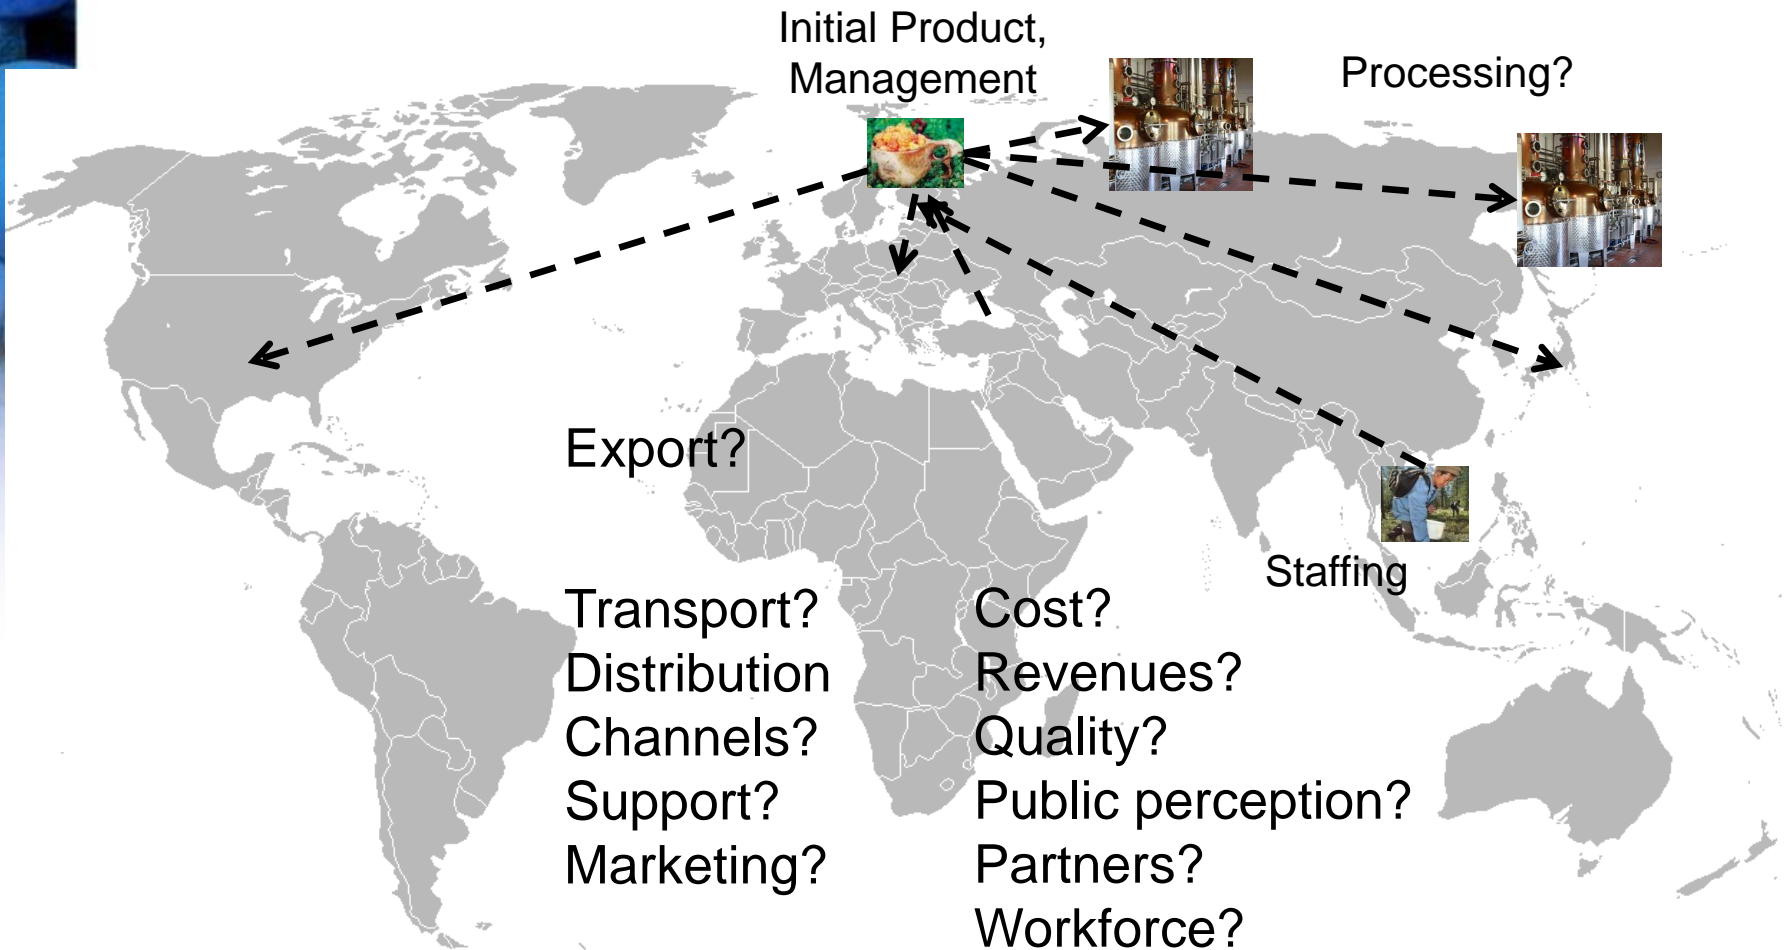 Initial Product,
Management
Processing?
Export?
Staffing
Transport?
Distribution
Channels?
Support?
Marketing?
Cost?
Revenues?
Quality?
Public perception?
Partners?
Workforce?